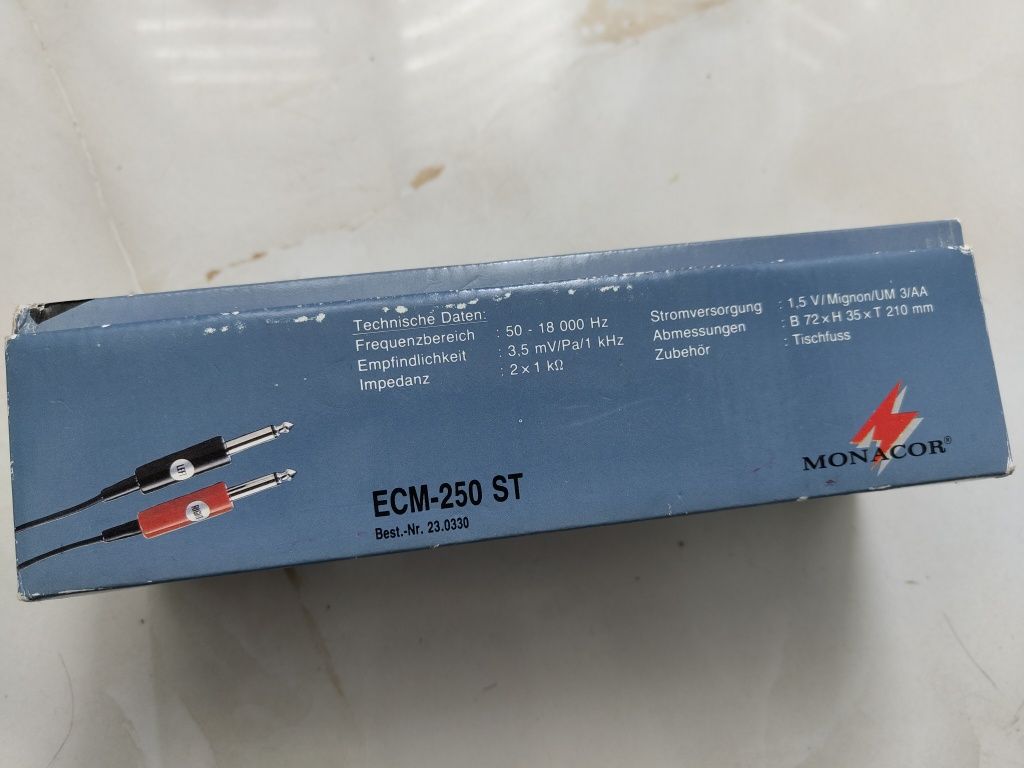 Technische Daten:
Frequenzbereich : 50 - 18 000 Hz
Empfindlichkeit : 3,5 mV/Pa/1 kHz
Impedanz : 2 x 1 kΩ
Stromversorgung : 1,5 V/Mignon/UM 3/AA
Abmessungen : B 72 x H 35 x T 210 mm
Zubehör : Tischfuss
LEFT
RIGHT
ECM-250 ST
Best.-Nr. 23.0330
MONACOR®